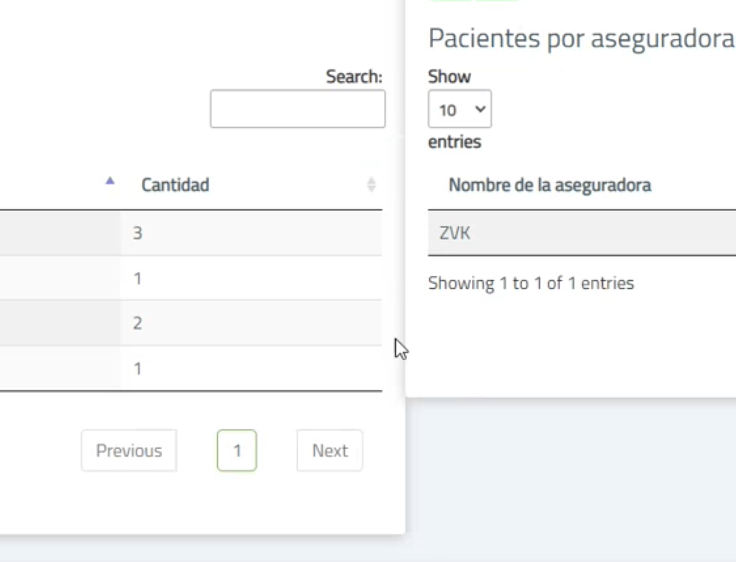 Search:
Cantidad
3
1
2
1
Previous 1 Next
Pacientes por aseguradora
Show
10
entries
Nombre de la aseguradora
ZVK
Showing 1 to 1 of 1 entries